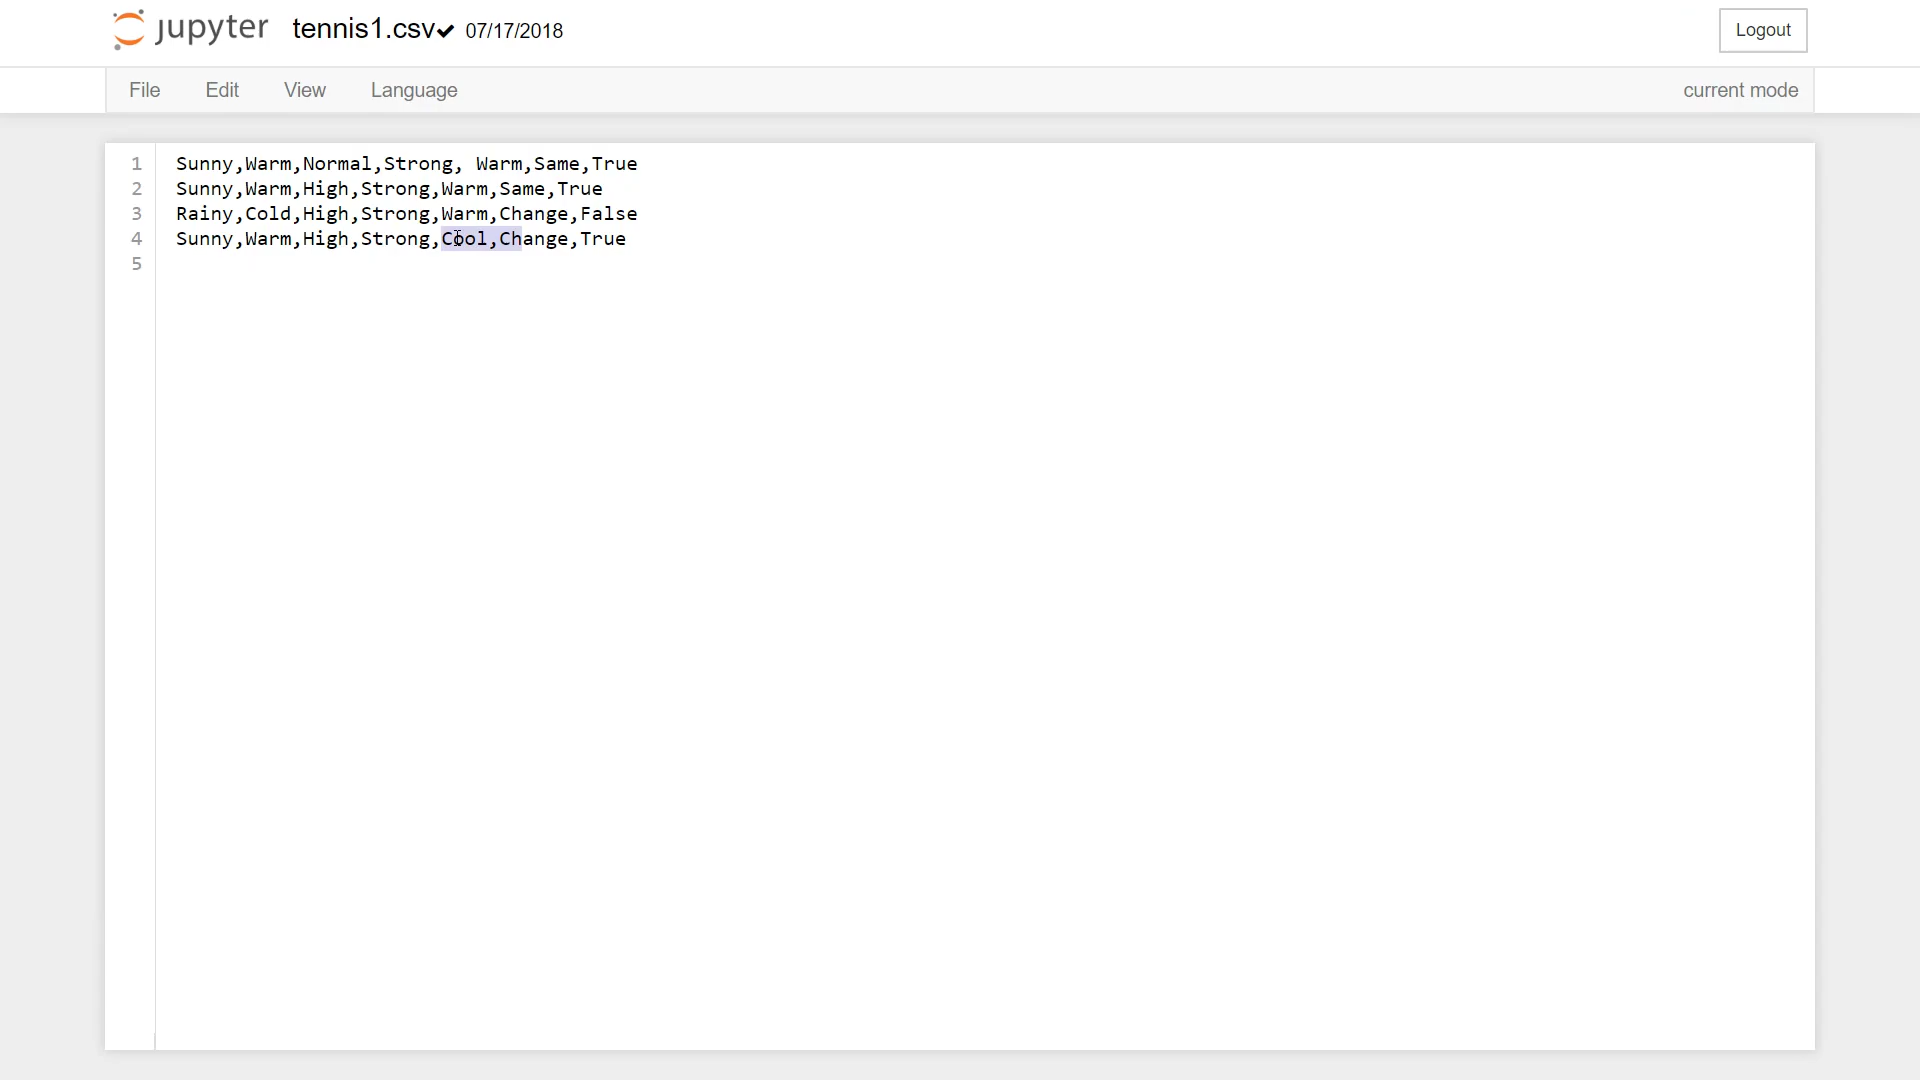 jupyter tennis1.csv✔ 07/17/2018
Logout
File Edit View Language
current mode
1 Sunny,Warm,Normal,Strong, Warm,Same,True
2 Sunny,Warm,High,Strong,Warm,Same,True
3 Rainy,Cold,High,Strong,Warm,Change,False
4 Sunny,Warm,High,Strong,Cool,Change,True
5